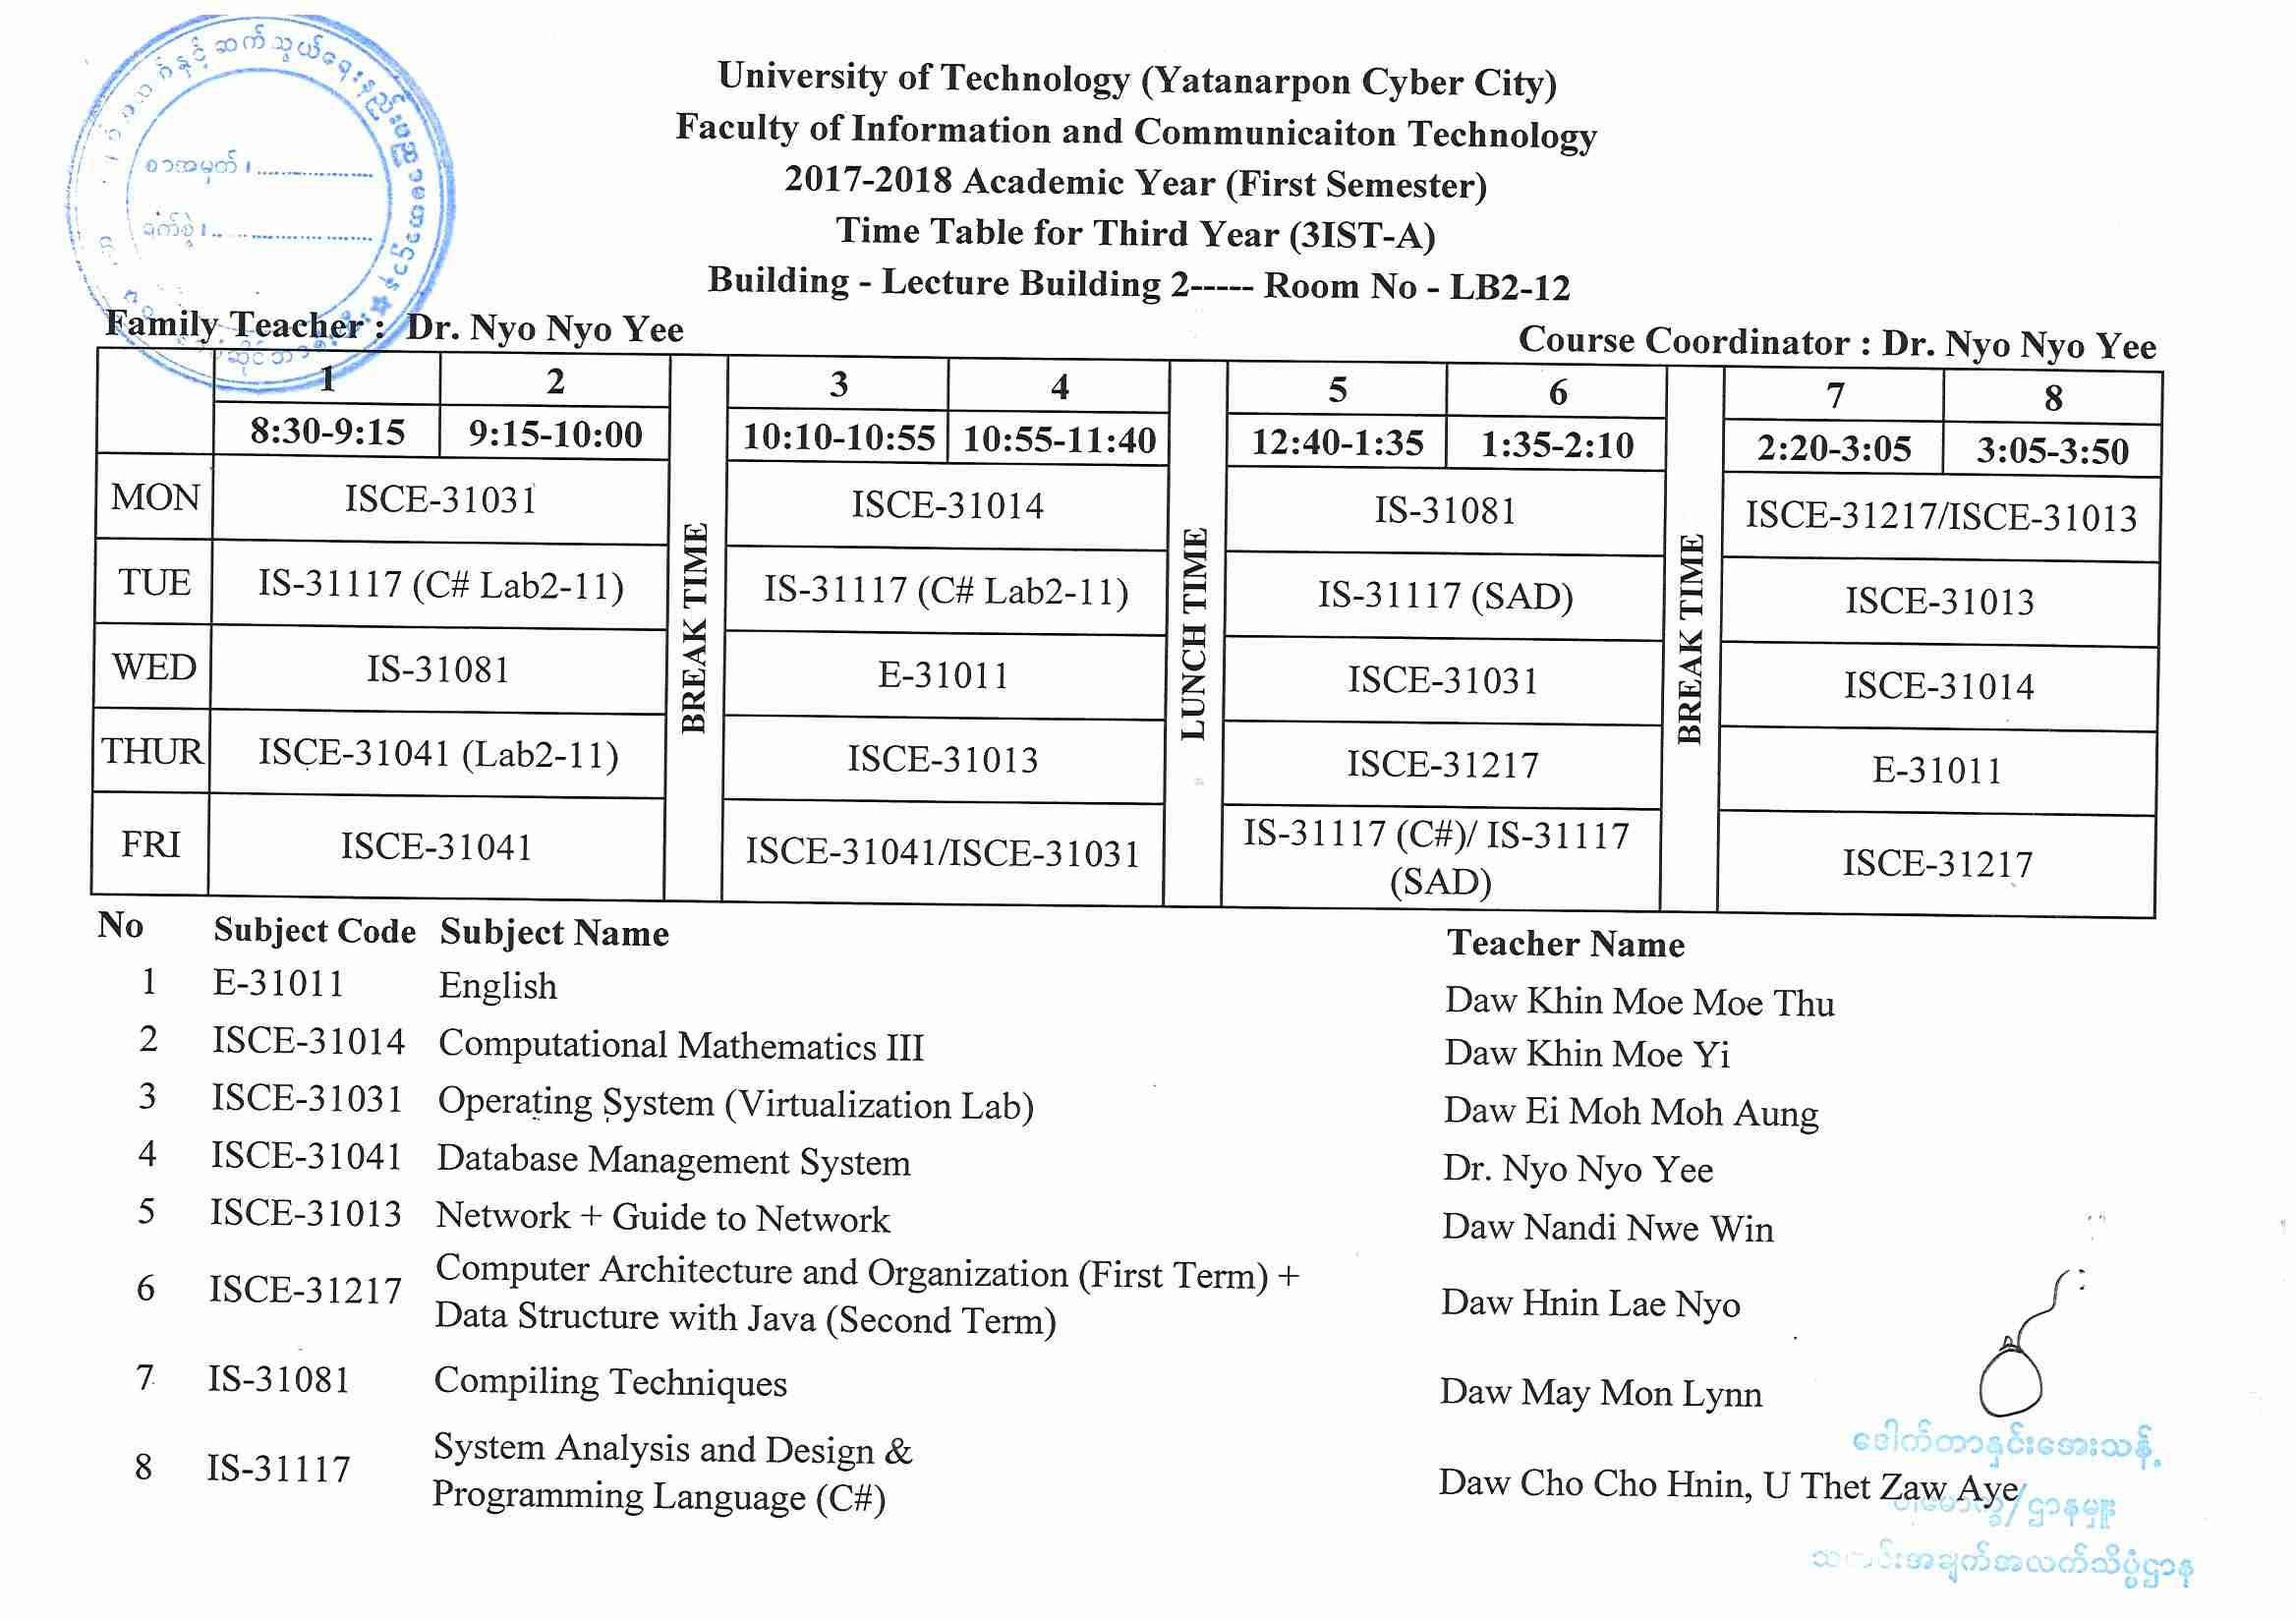 ဆက်သွယ်ရေးနည်းပညာတက္ကသိုလ်
စာအမှတ်၊
University of Technology (Yatanarpon Cyber City)
Faculty of Information and Communicaiton Technology
2017-2018 Academic Year (First Semester)
Time Table for Third Year (3IST-A)
Building - Lecture Building 2----- Room No - LB2-12
Family Teacher : Dr. Nyo Nyo Yee
Course Coordinator : Dr. Nyo Nyo Yee
1 2 3 4 5 6 7 8
8:30-9:15 9:15-10:00 BREAK TIME 10:10-10:55 10:55-11:40 LUNCH TIME 12:40-1:35 1:35-2:10 BREAK TIME 2:20-3:05 3:05-3:50
MON ISCE-31031 ISCE-31014 IS-31081 ISCE-31217/ISCE-31013
TUE IS-31117 (C# Lab2-11) IS-31117 (C# Lab2-11) IS-31117 (SAD) ISCE-31013
WED IS-31081 E-31011 ISCE-31031 ISCE-31014
THUR ISCE-31041 (Lab2-11) ISCE-31013 ISCE-31217 E-31011
FRI ISCE-31041 ISCE-31041/ISCE-31031 IS-31117 (C#)/ IS-31117 (SAD) ISCE-31217
No Subject Code Subject Name Teacher Name
1 E-31011 English Daw Khin Moe Moe Thu
2 ISCE-31014 Computational Mathematics III Daw Khin Moe Yi
3 ISCE-31031 Operating System (Virtualization Lab) Daw Ei Moh Moh Aung
4 ISCE-31041 Database Management System Dr. Nyo Nyo Yee
5 ISCE-31013 Network + Guide to Network Daw Nandi Nwe Win
6 ISCE-31217 Computer Architecture and Organization (First Term) +
Data Structure with Java (Second Term) Daw Hnin Lae Nyo
7 IS-31081 Compiling Techniques Daw May Mon Lynn
8 IS-31117 System Analysis and Design &
Programming Language (C#) Daw Cho Cho Hnin, U Thet Zaw Aye
ဒေါက်တာနှင်းအေးသန့်
ပါမောက္ခ/ဌာနမှူး
သတင်းအချက်အလက်သိပ္ပံဌာန